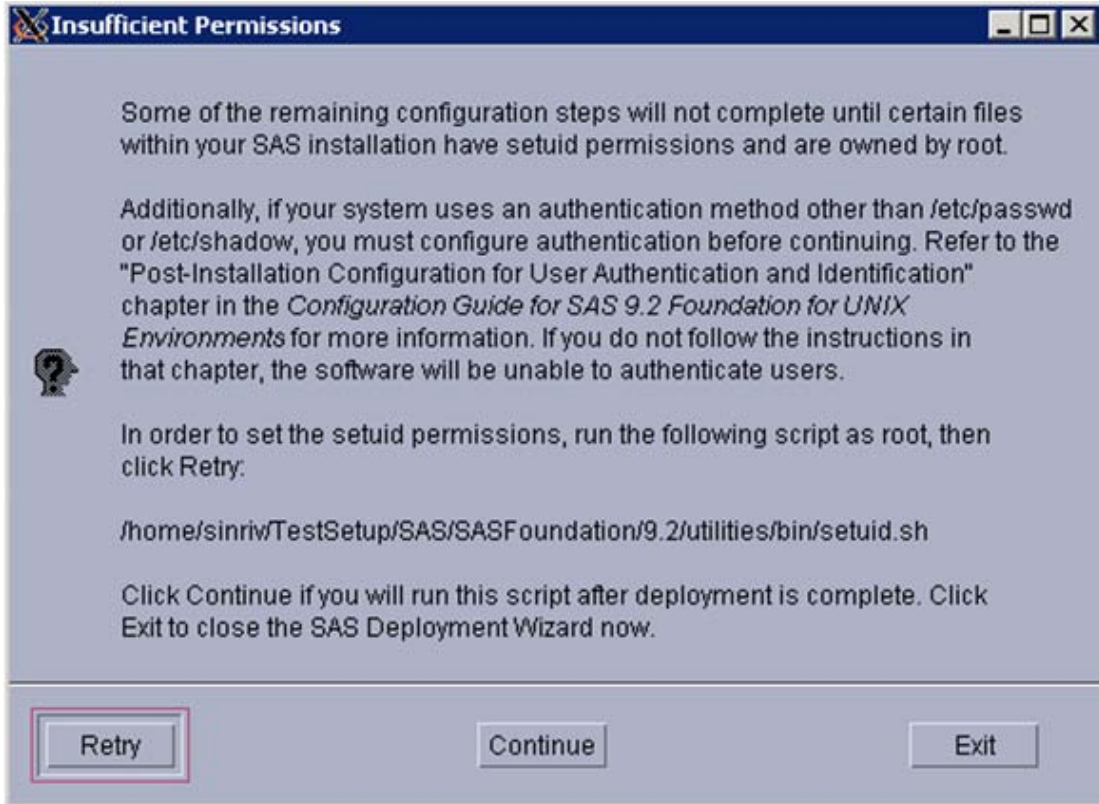 Insufficient Permissions
Some of the remaining configuration steps will not complete until certain files
within your SAS installation have setuid permissions and are owned by root.
Additionally, if your system uses an authentication method other than /etc/passwd
or /etc/shadow, you must configure authentication before continuing. Refer to the
"Post-Installation Configuration for User Authentication and Identification"
chapter in the Configuration Guide for SAS 9.2 Foundation for UNIX
Environments for more information. If you do not follow the instructions in
that chapter, the software will be unable to authenticate users.
In order to set the setuid permissions, run the following script as root, then
click Retry:
/home/sinriv/TestSetup/SAS/SASFoundation/9.2/utilities/bin/setuid.sh
Click Continue if you will run this script after deployment is complete. Click
Exit to close the SAS Deployment Wizard now.
Retry
Continue
Exit